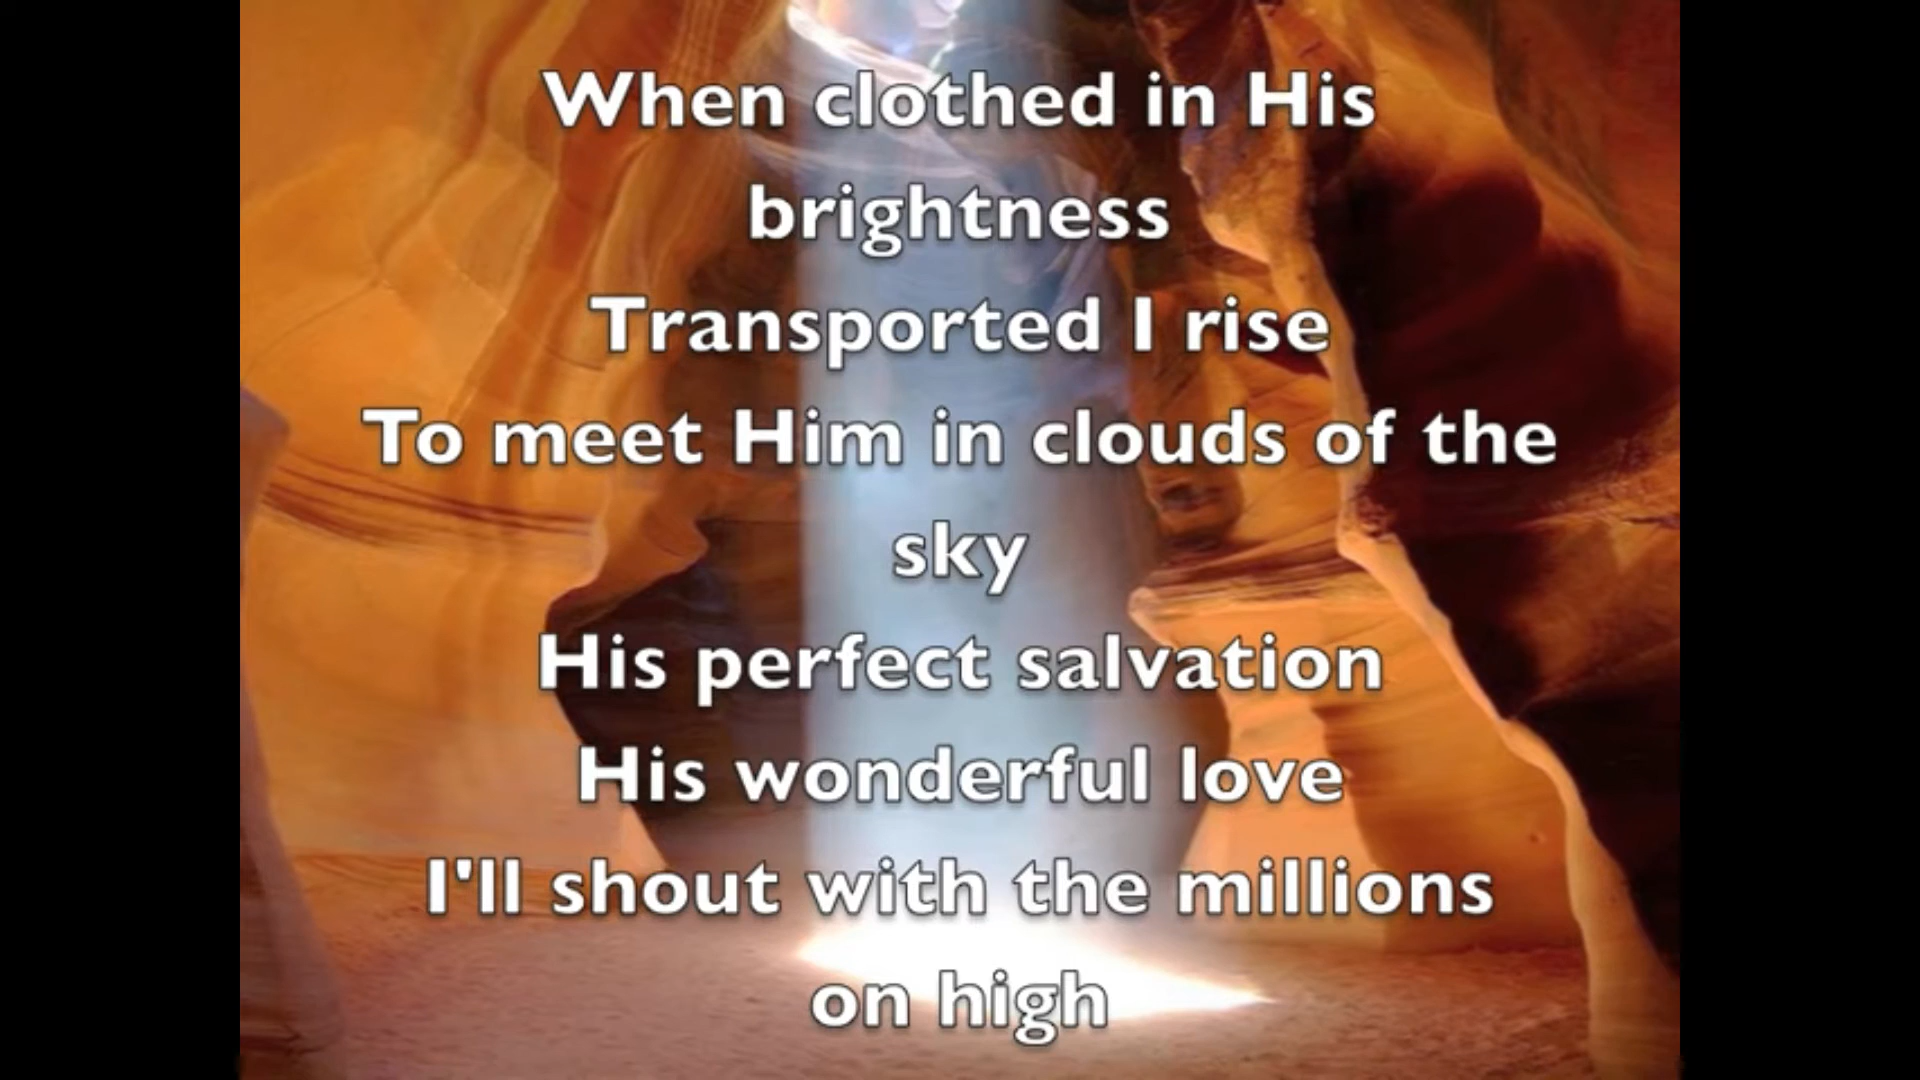 When clothed in His
brightness
Transported I rise
To meet Him in clouds of the
sky
His perfect salvation
His wonderful love
I'll shout with the millions
on high